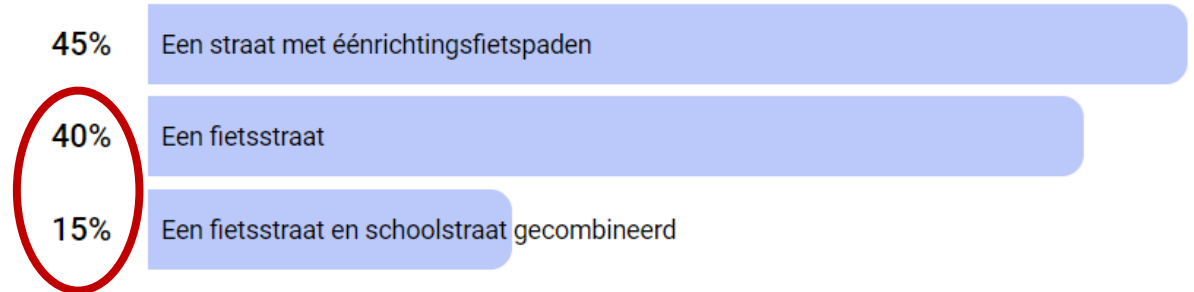 45% Een straat met éénrichtingsfietspaden
40% Een fietsstraat
15% Een fietsstraat en schoolstraat gecombineerd